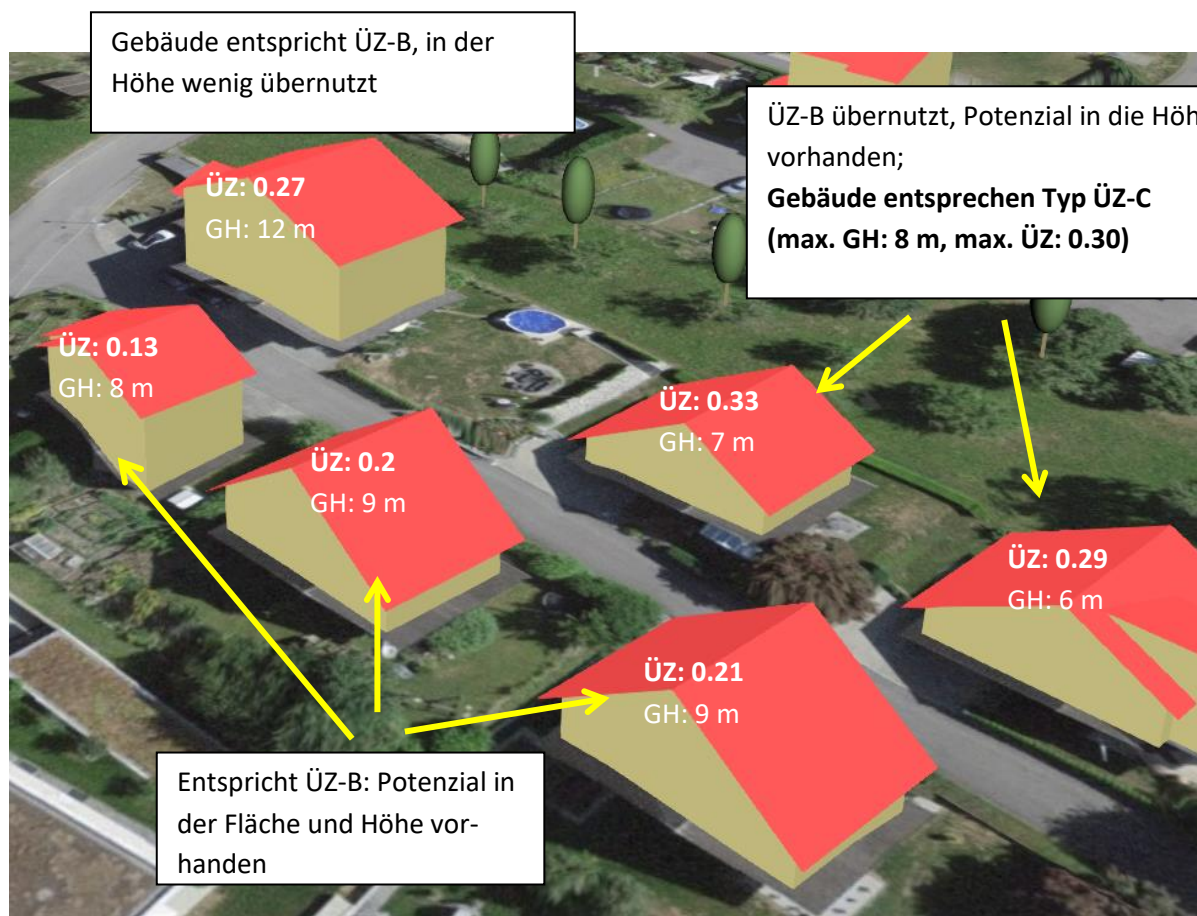 Gebäude entspricht ÜZ-B, in der
Höhe wenig übernutzt
ÜZ-B übernutzt, Potenzial in die Höh
vorhanden;
Gebäude entsprechen Typ ÜZ-C
(max. GH: 8 m, max. ÜZ: 0.30)
ÜZ: 0.27
GH: 12 m
ÜZ: 0.13
GH: 8 m
ÜZ: 0.2
GH: 9 m
ÜZ: 0.33
GH: 7 m
ÜZ: 0.29
GH: 6 m
ÜZ: 0.21
GH: 9 m
Entspricht ÜZ-B: Potenzial in
der Fläche und Höhe vor-
handen